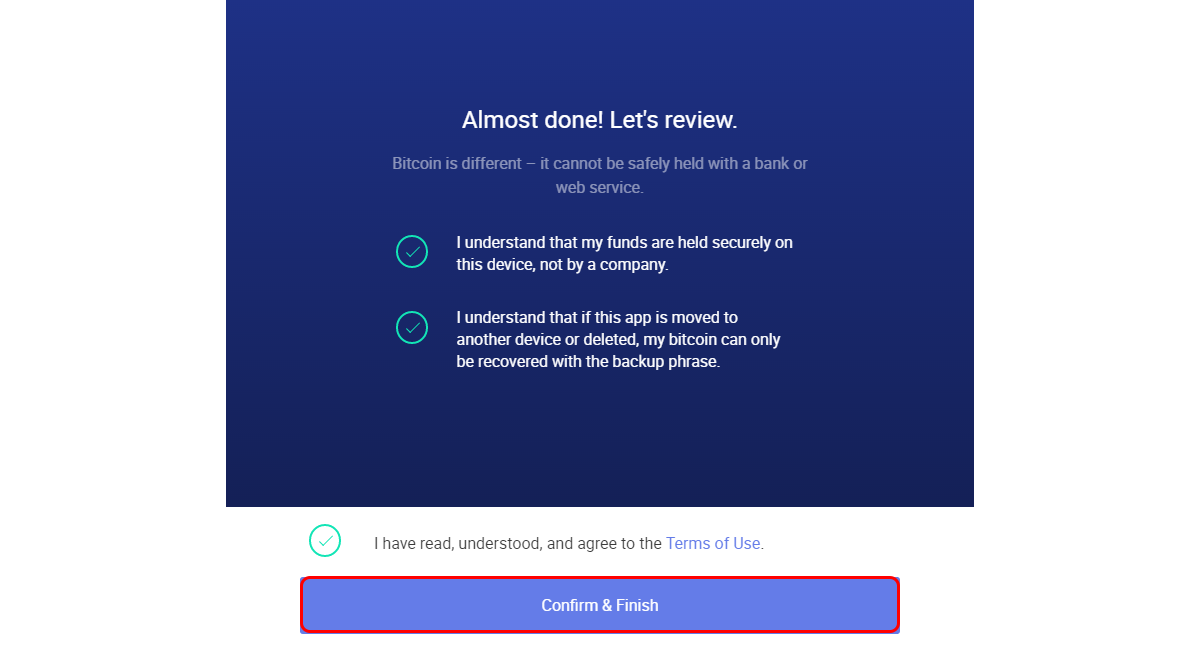 Almost done! Let's review.
Bitcoin is different – it cannot be safely held with a bank or
web service.
I understand that my funds are held securely on
this device, not by a company.
I understand that if this app is moved to
another device or deleted, my bitcoin can only
be recovered with the backup phrase.
I have read, understood, and agree to the Terms of Use.
Confirm & Finish